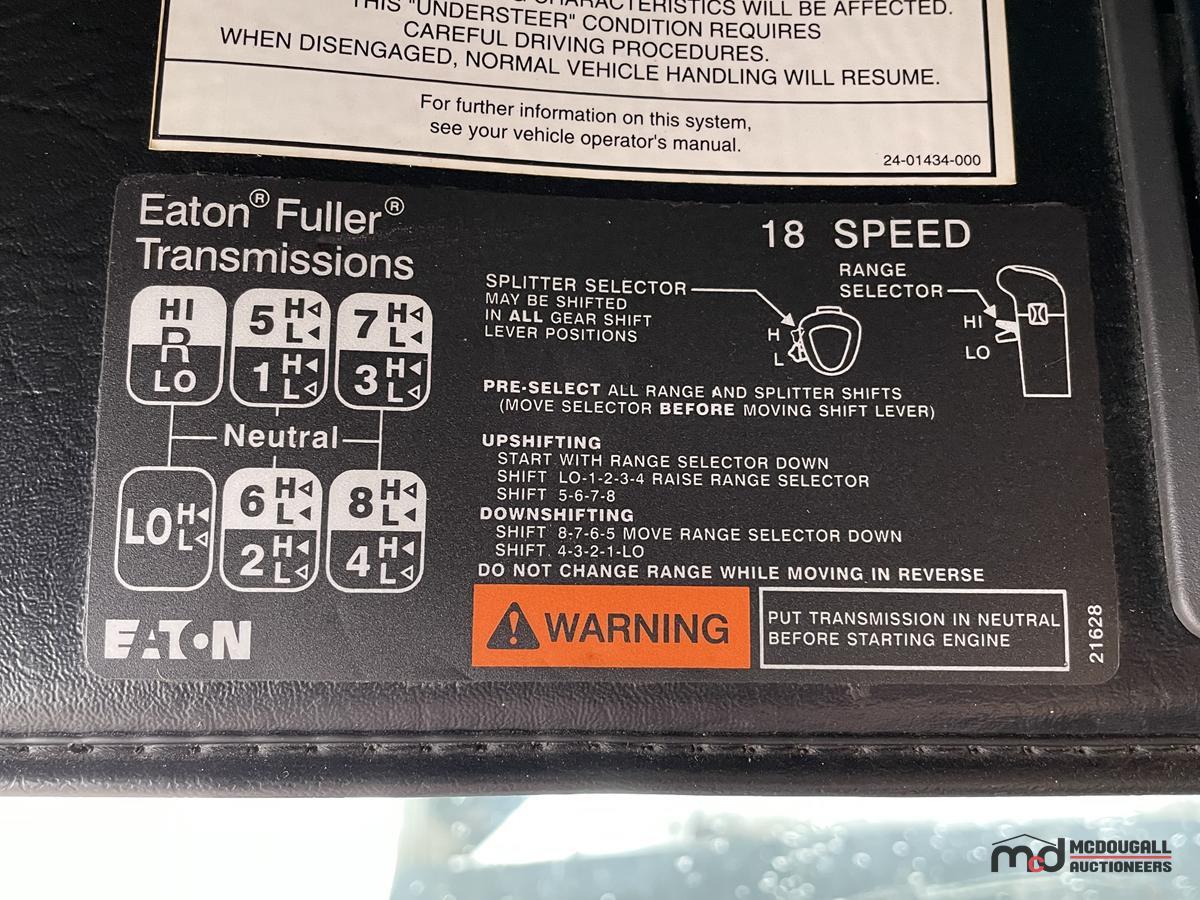 CHARACTERISTICS WILL BE AFFECTED.
THIS "UNDERSTEER" CONDITION REQUIRES
CAREFUL DRIVING PROCEDURES.
WHEN DISENGAGED, NORMAL VEHICLE HANDLING WILL RESUME.
For further information on this system,
see your vehicle operator's manual.
24-01434-000
Eaton® Fuller®
Transmissions
18 SPEED
HI
R
LO
5 H◁
L◀
1 H◀
L◁
7 H◁
L◀
3 H◀
L◁
Neutral
LO H◀
L◁
6 H◁
L◀
2 H◀
L◁
8 H◁
L◀
4 H◀
L◁
EATON
SPLITTER SELECTOR
MAY BE SHIFTED
IN ALL GEAR SHIFT
LEVER POSITIONS
H
L
RANGE
SELECTOR
HI
LO
PRE-SELECT ALL RANGE AND SPLITTER SHIFTS
(MOVE SELECTOR BEFORE MOVING SHIFT LEVER)
UPSHIFTING
START WITH RANGE SELECTOR DOWN
SHIFT LO-1-2-3-4 RAISE RANGE SELECTOR
SHIFT 5-6-7-8
DOWNSHIFTING
SHIFT 8-7-6-5 MOVE RANGE SELECTOR DOWN
SHIFT 4-3-2-1-LO
DO NOT CHANGE RANGE WHILE MOVING IN REVERSE
WARNING
PUT TRANSMISSION IN NEUTRAL
BEFORE STARTING ENGINE
21628
mcd MCDOUGALL
AUCTIONEERS